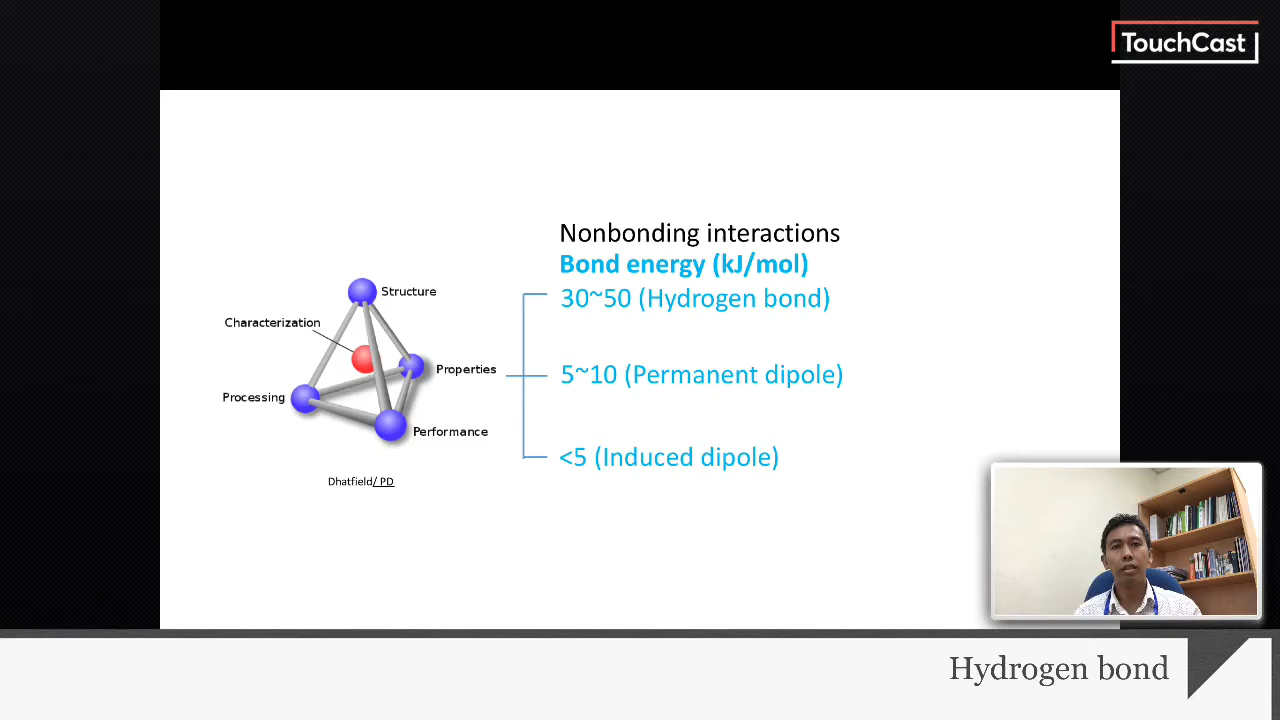 TouchCast
Nonbonding interactions
Bond energy (kJ/mol)
30~50 (Hydrogen bond)
Structure
Characterization
Properties
5~10 (Permanent dipole)
Processing
Performance
<5 (Induced dipole)
Dhatfield/ PD
Hydrogen bond